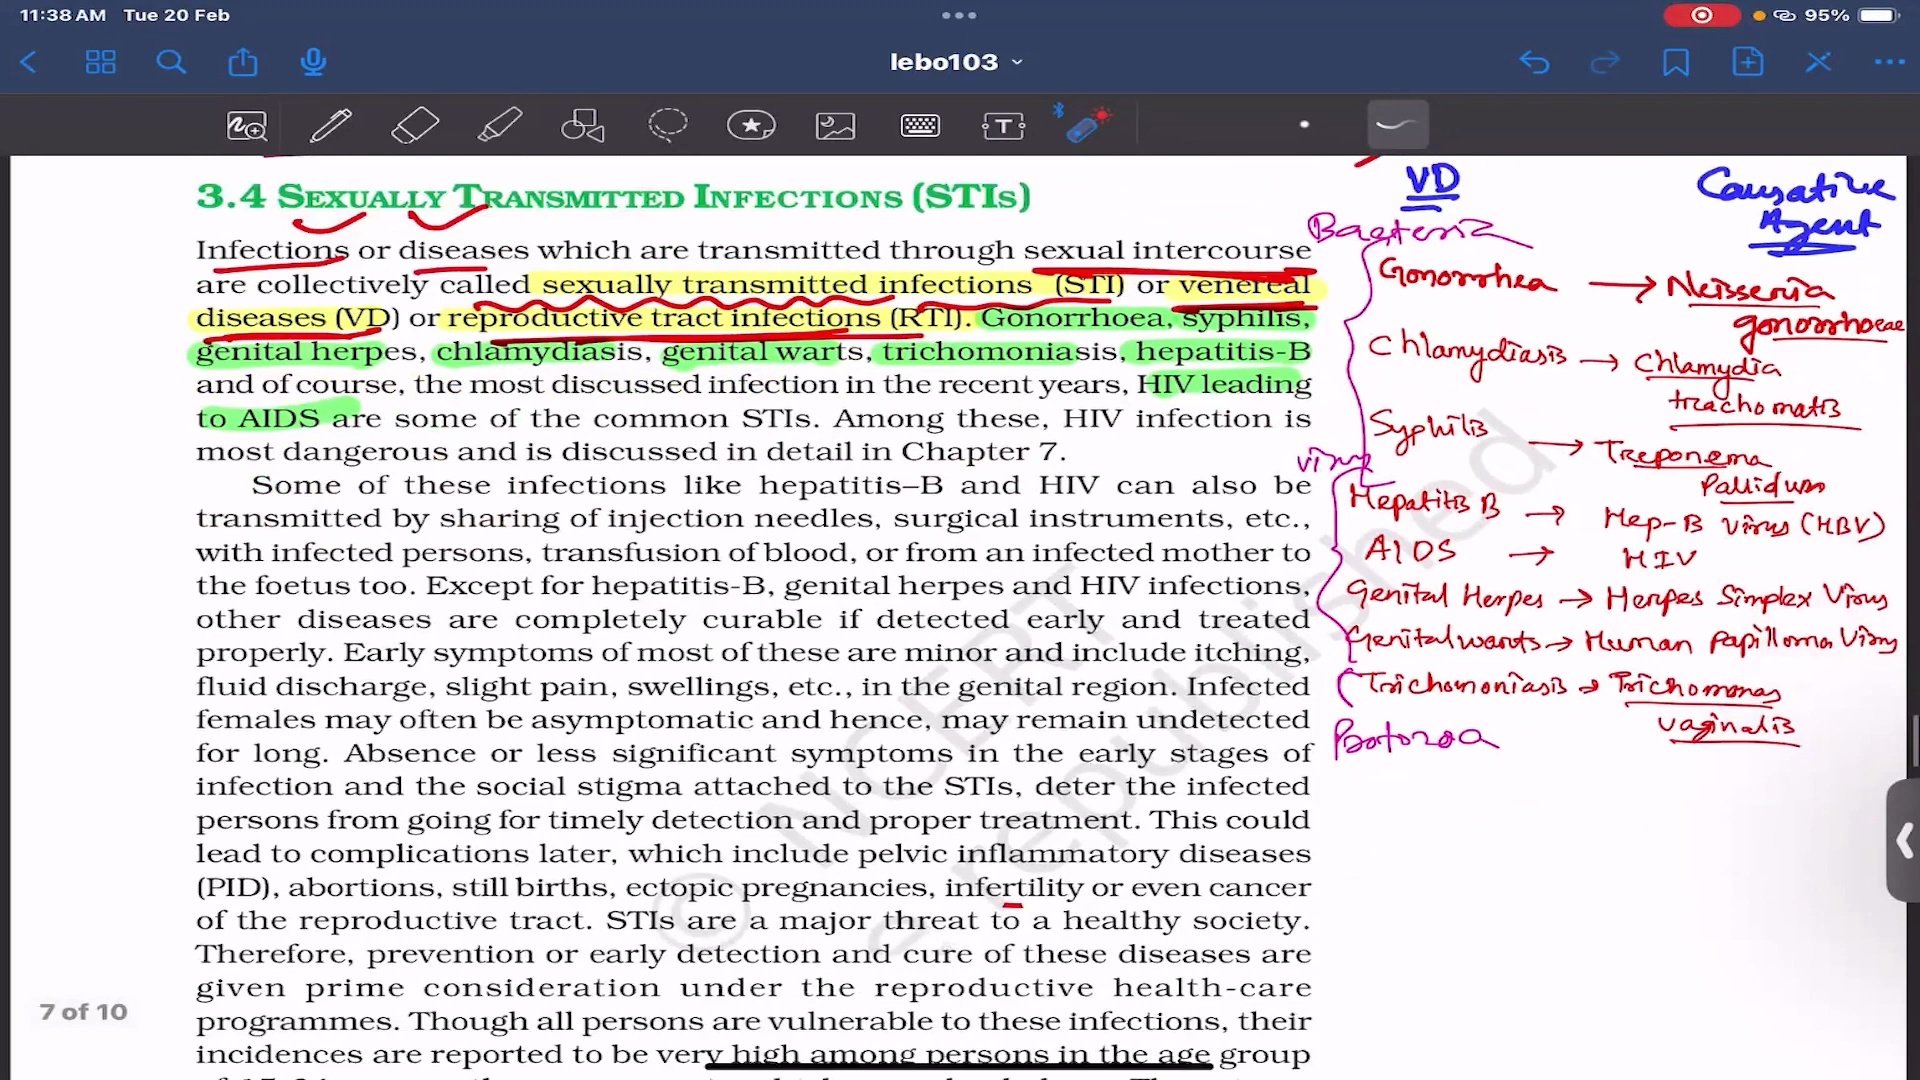 11:38 AM Tue 20 Feb
95%
lebo103
3.4 SEXUALLY TRANSMITTED INFECTIONS (STIs)
Infections or diseases which are transmitted through sexual intercourse
are collectively called sexually transmitted infections (STI) or venereal
diseases (VD) or reproductive tract infections (RTI). Gonorrhoea, syphilis,
genital herpes, chlamydiasis, genital warts, trichomoniasis, hepatitis-B
and of course, the most discussed infection in the recent years, HIV leading
to AIDS are some of the common STIs. Among these, HIV infection is
most dangerous and is discussed in detail in Chapter 7.
Some of these infections like hepatitis–B and HIV can also be
transmitted by sharing of injection needles, surgical instruments, etc.,
with infected persons, transfusion of blood, or from an infected mother to
the foetus too. Except for hepatitis-B, genital herpes and HIV infections,
other diseases are completely curable if detected early and treated
properly. Early symptoms of most of these are minor and include itching,
fluid discharge, slight pain, swellings, etc., in the genital region. Infected
females may often be asymptomatic and hence, may remain undetected
for long. Absence or less significant symptoms in the early stages of
infection and the social stigma attached to the STIs, deter the infected
persons from going for timely detection and proper treatment. This could
lead to complications later, which include pelvic inflammatory diseases
(PID), abortions, still births, ectopic pregnancies, infertility or even cancer
of the reproductive tract. STIs are a major threat to a healthy society.
Therefore, prevention or early detection and cure of these diseases are
given prime consideration under the reproductive health-care
programmes. Though all persons are vulnerable to these infections, their
incidences are reported to be very high among persons in the age group
7 of 10
© NCERT
republished
VD
Causative
Agent
Bacteria
Gonorrhea → Neisseria
gonorrhoeae
Chlamydiasis → Chlamydia
trachomatis
Syphilis → Treponema
Pallidum
Virus
Hepatitis B → Hep-B Virus (HBV)
AIDS → HIV
Genital Herpes → Herpes Simplex Virus
Genital warts → Human Papilloma Virus
Trichomoniasis → Trichomonas
vaginalis
Protozoa